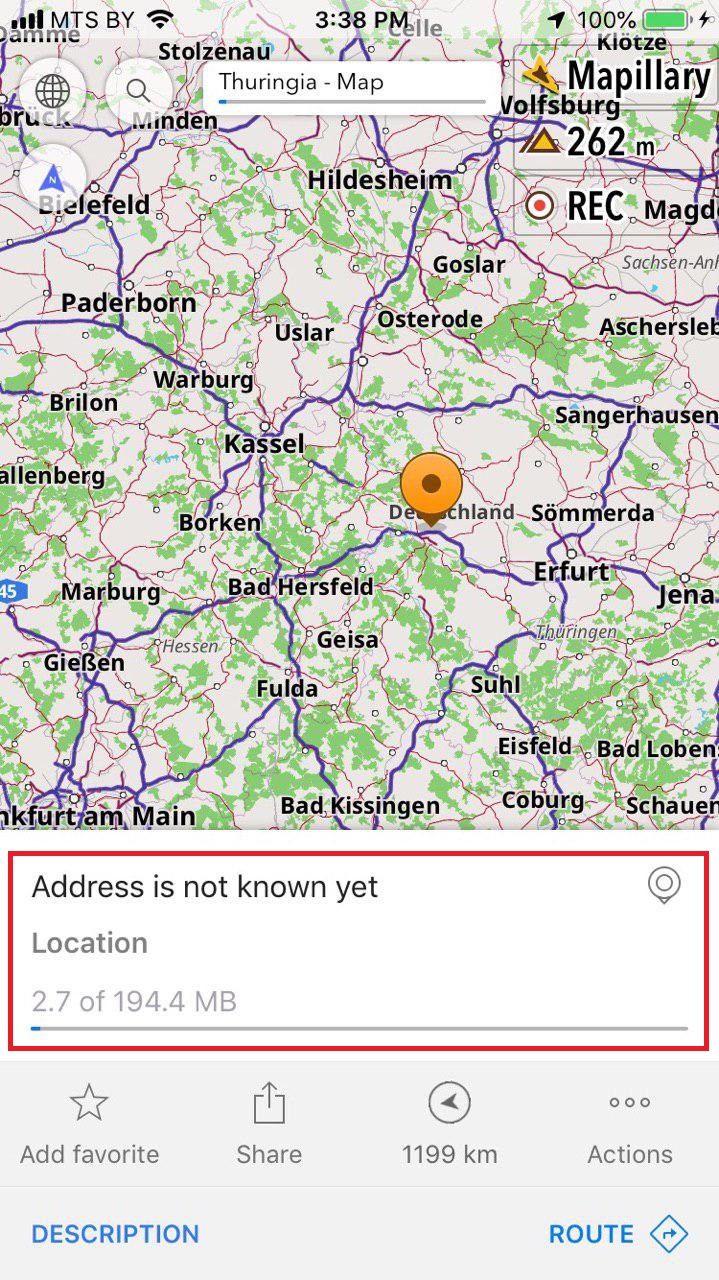 MTS BY
3:38 PM
100%
Celle
Damme
Stolzenau
Klötze
Thuringia - Map
Mapillary
Wolfsburg
brück
Minden
262 m
Hildesheim
Bielefeld
REC
Magd
Goslar
Sachsen-Anh
Paderborn
Osterode
Uslar
Ascherslеb
Warburg
Brilon
Sangerhausen
Kassel
allenberg
Deutschland
Sömmerda
Borken
Erfurt
45
Marburg
Bad Hersfeld
Jena
Geisa
Thüringen
Hessen
Gießen
Fulda
Suhl
Eisfeld
Bad Loben
Bad Kissingen
Coburg
Schauen
nkfurt am Main
Address is not known yet
Location
2.7 of 194.4 MB
Add favorite
Share
1199 km
Actions
DESCRIPTION
ROUTE